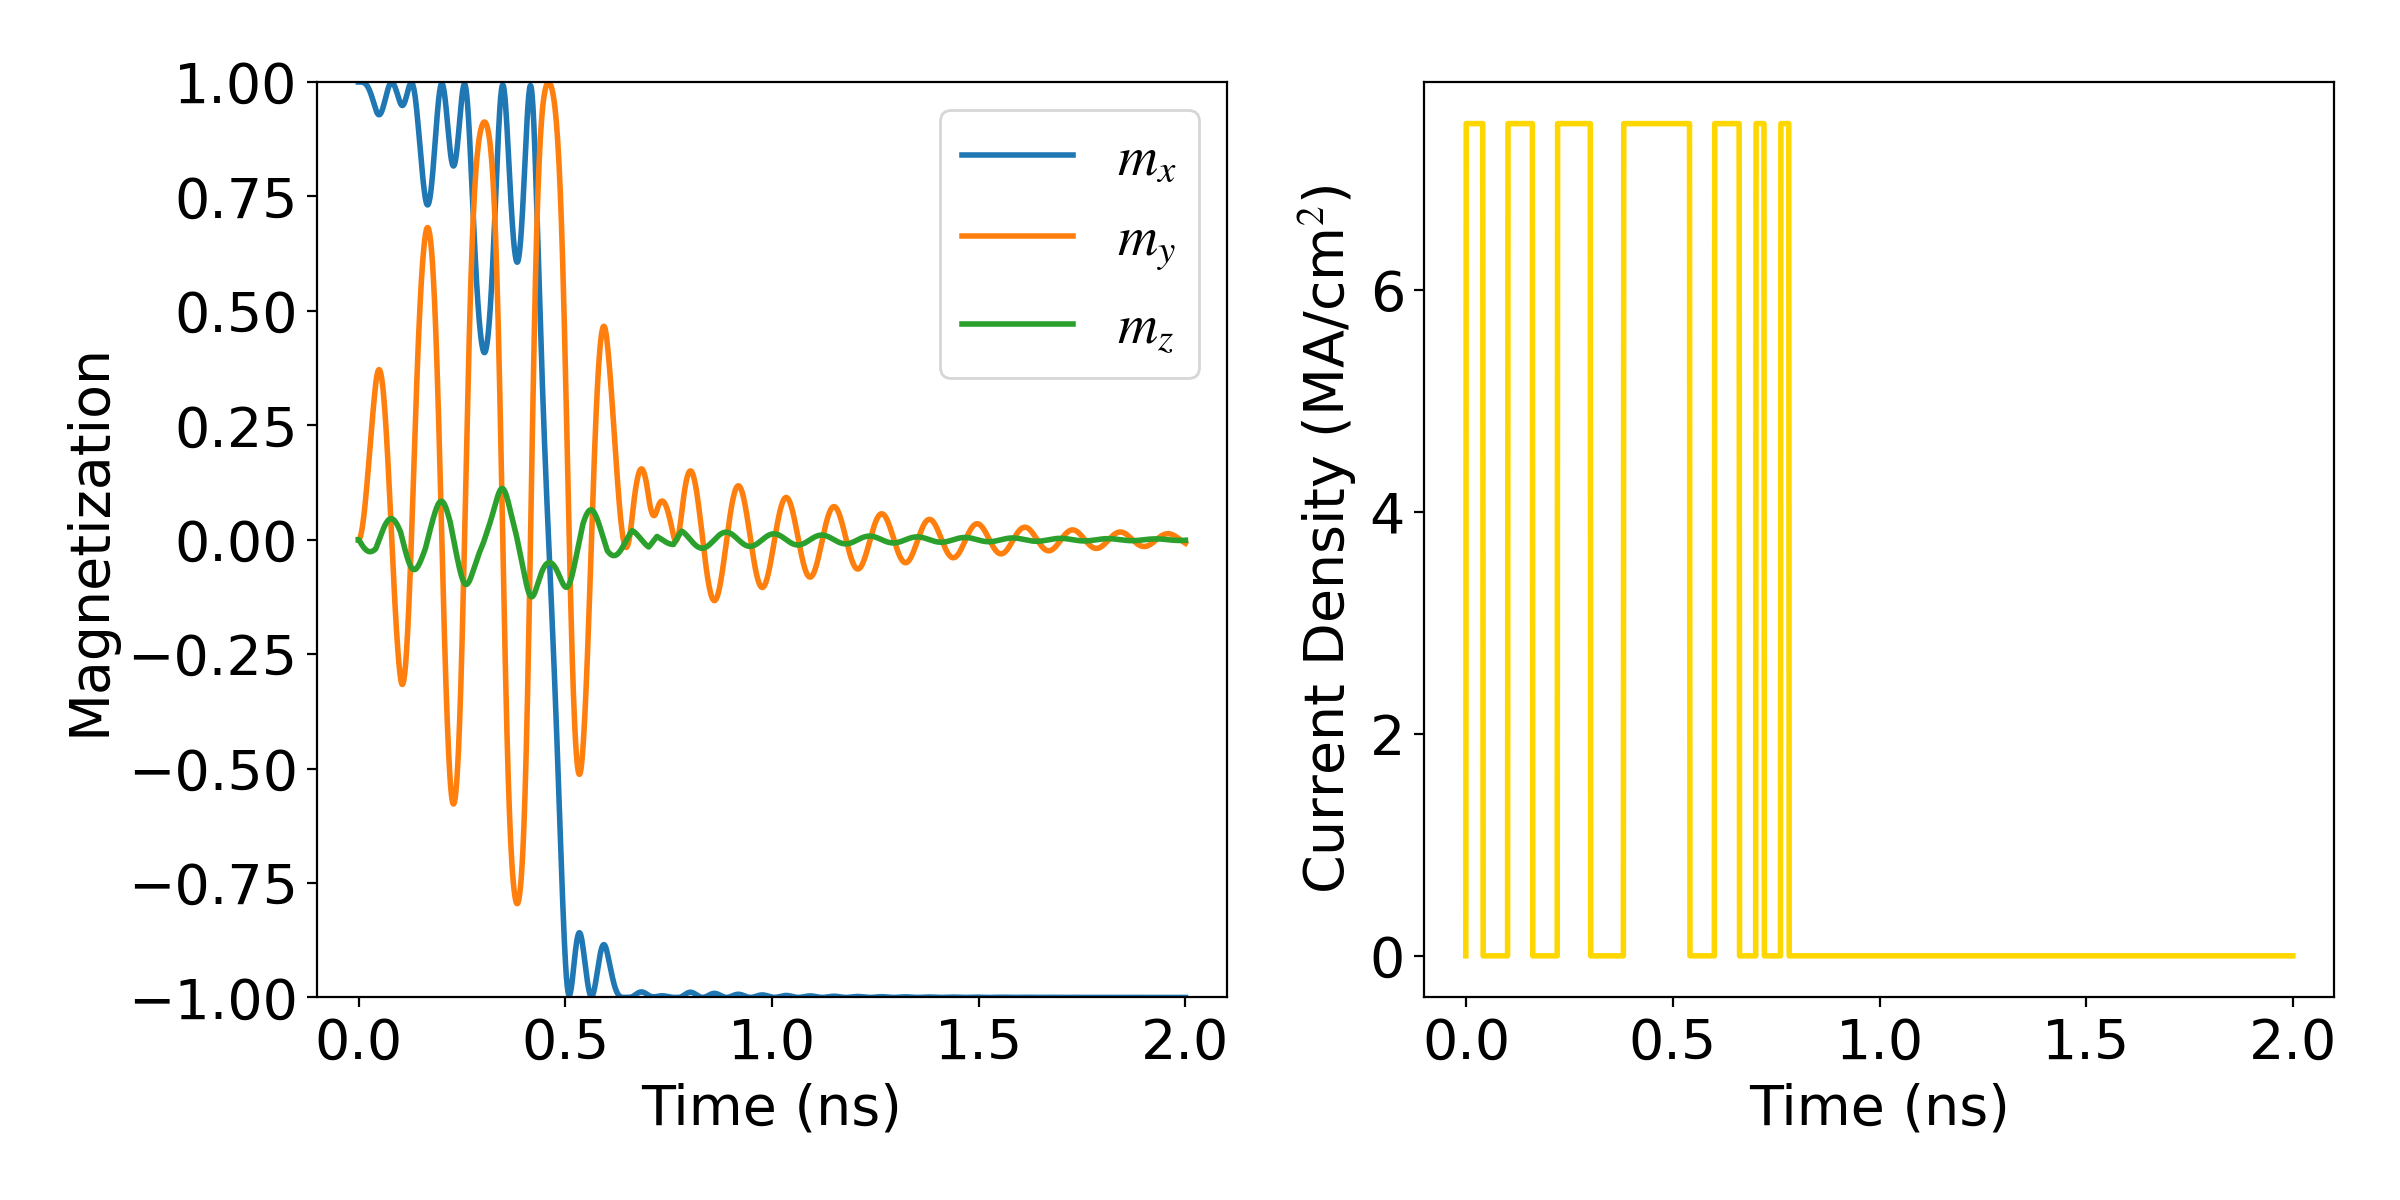 Magnetization
1.00
0.75
0.50
0.25
0.00
−0.25
−0.50
−0.75
−1.00
0.0 0.5 1.0 1.5 2.0
Time (ns)
m_x
m_y
m_z
Current Density (MA/cm²)
6
4
2
0
0.0 0.5 1.0 1.5 2.0
Time (ns)